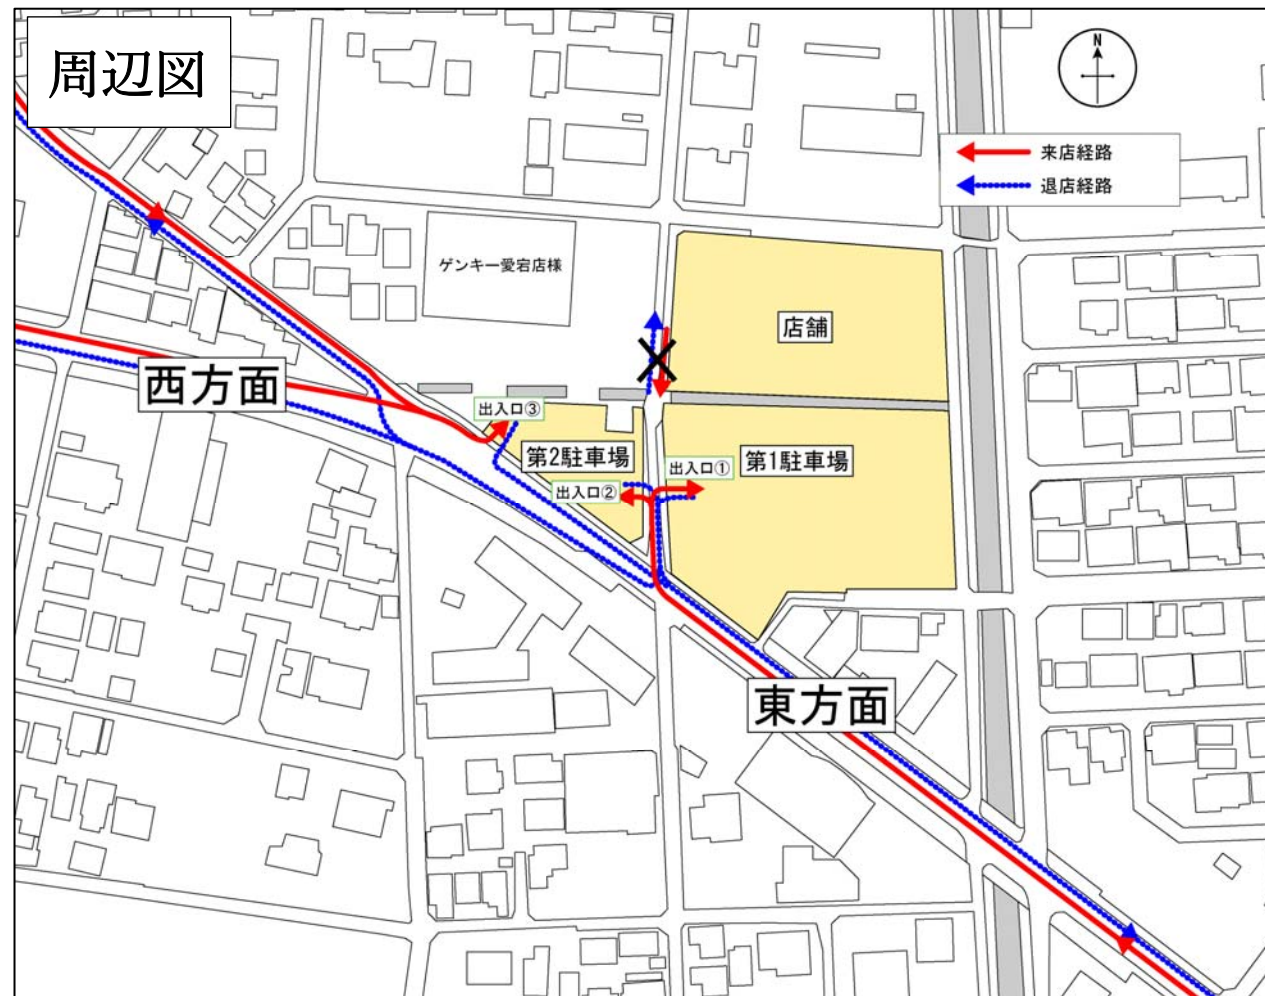 周辺図
N
来店経路
退店経路
ゲンキー愛宕店様
店舗
西方面
出入口③
第2駐車場
出入口①
第1駐車場
出入口②
東方面